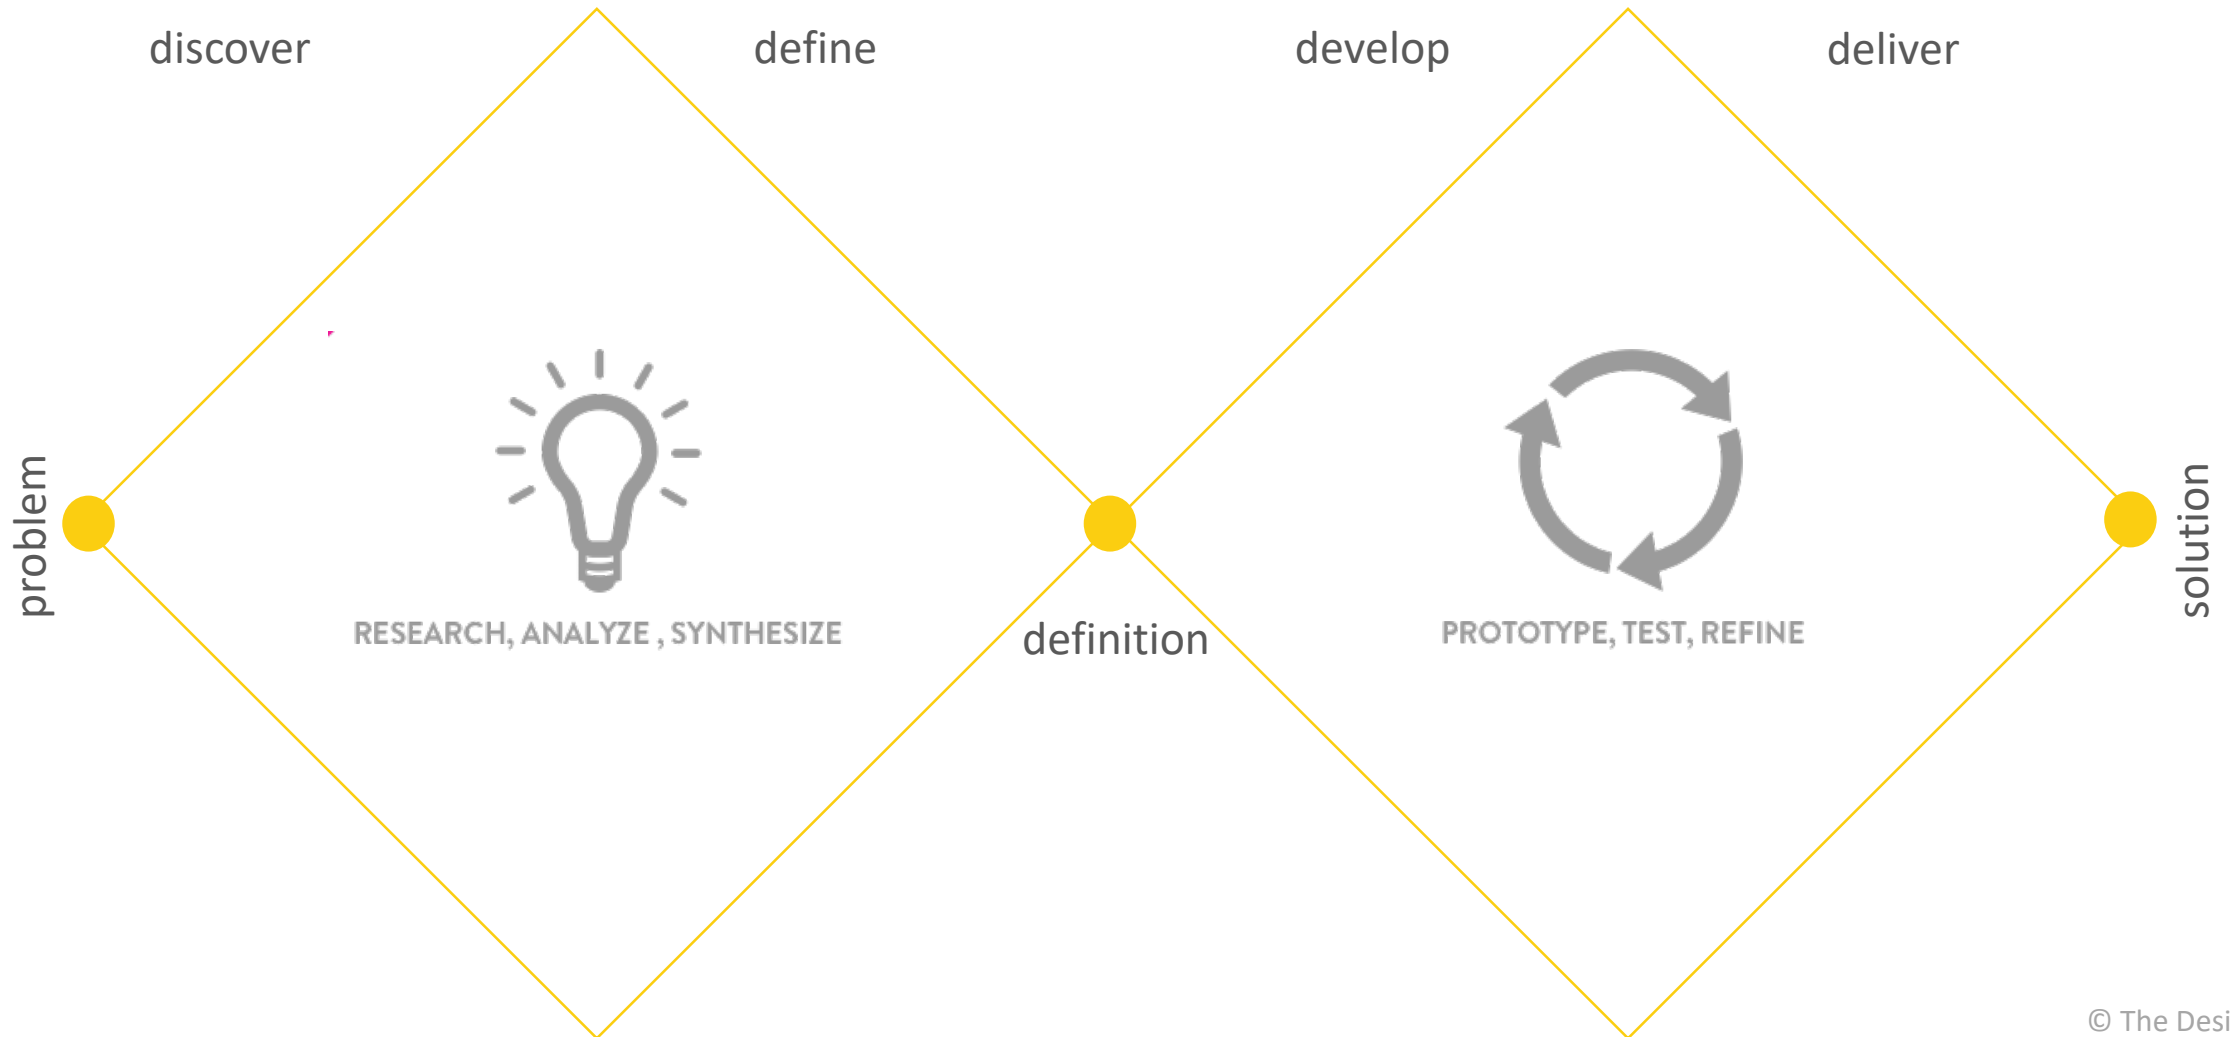 discover
define
develop
deliver
problem
solution
RESEARCH, ANALYZE , SYNTHESIZE
definition
PROTOTYPE, TEST, REFINE
© The Desi